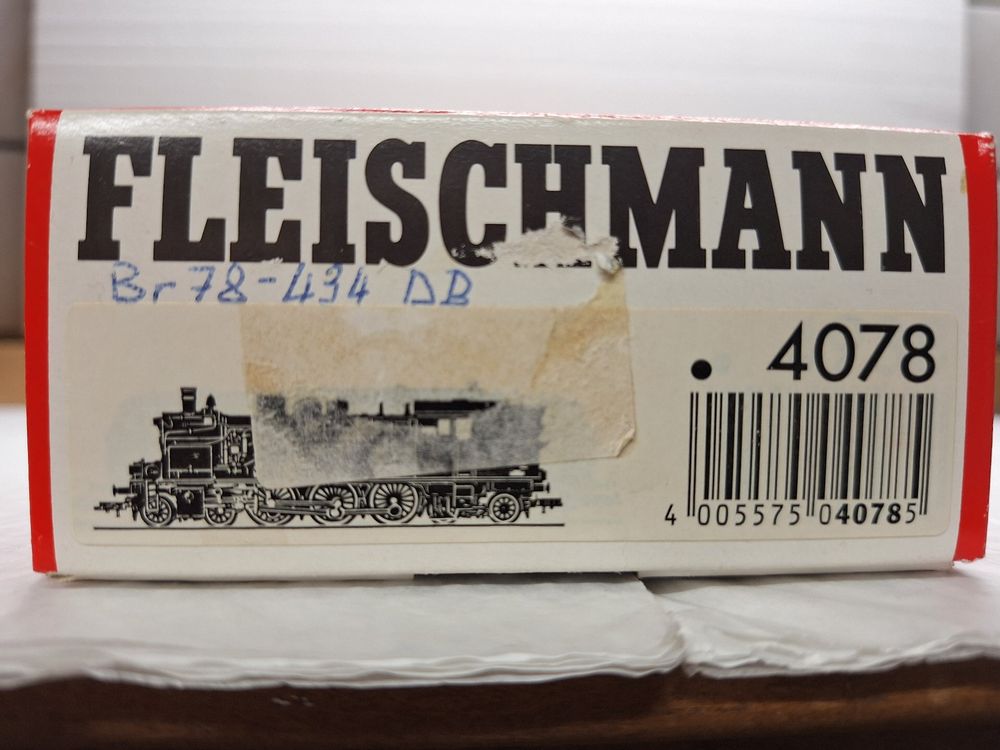 FLEISCHMANN
Br 78-434 DB
• 4078
4 005575 040785